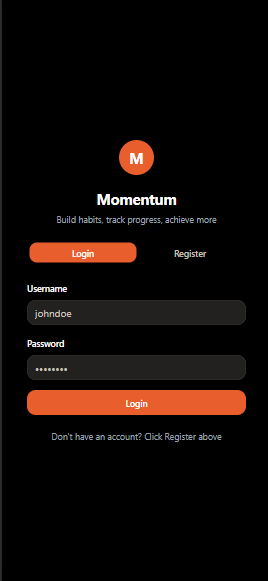 M
Momentum
Build habits, track progress, achieve more
Login Register
Username
johndoe
Password
••••••••
Login
Don't have an account? Click Register above